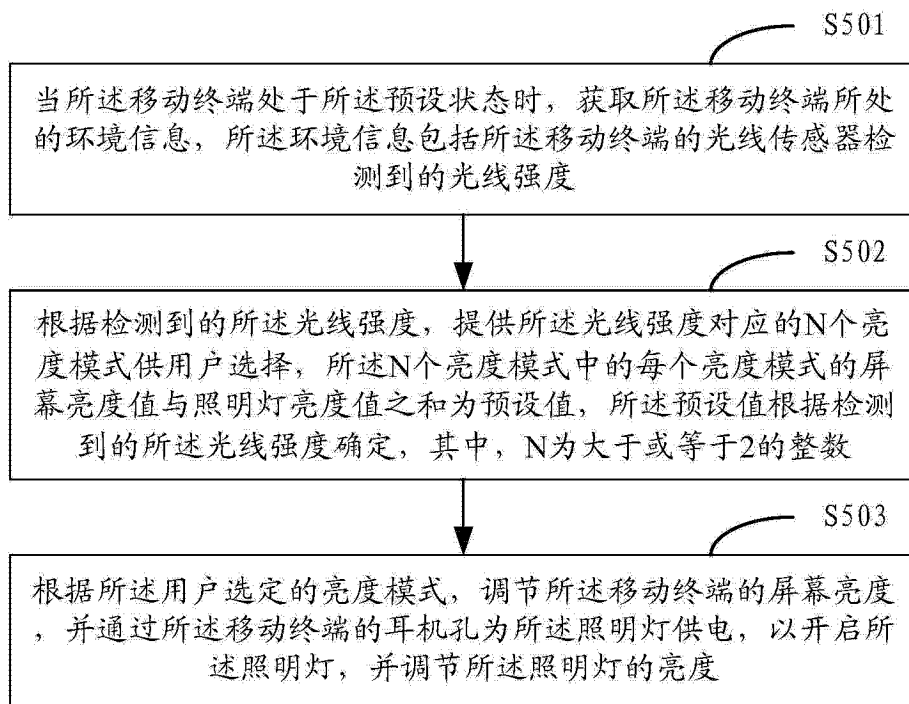 S501
当所述移动终端处于所述预设状态时，获取所述移动终端所处
的环境信息，所述环境信息包括所述移动终端的光线传感器检
测到的光线强度
S502
根据检测到的所述光线强度，提供所述光线强度对应的N个亮
度模式供用户选择，所述N个亮度模式中的每个亮度模式的屏
幕亮度值与照明灯亮度值之和为预设值，所述预设值根据检测
到的所述光线强度确定，其中，N为大于或等于2的整数
S503
根据所述用户选定的亮度模式，调节所述移动终端的屏幕亮度
，并通过所述移动终端的耳机孔为所述照明灯供电，以开启所
述照明灯，并调节所述照明灯的亮度